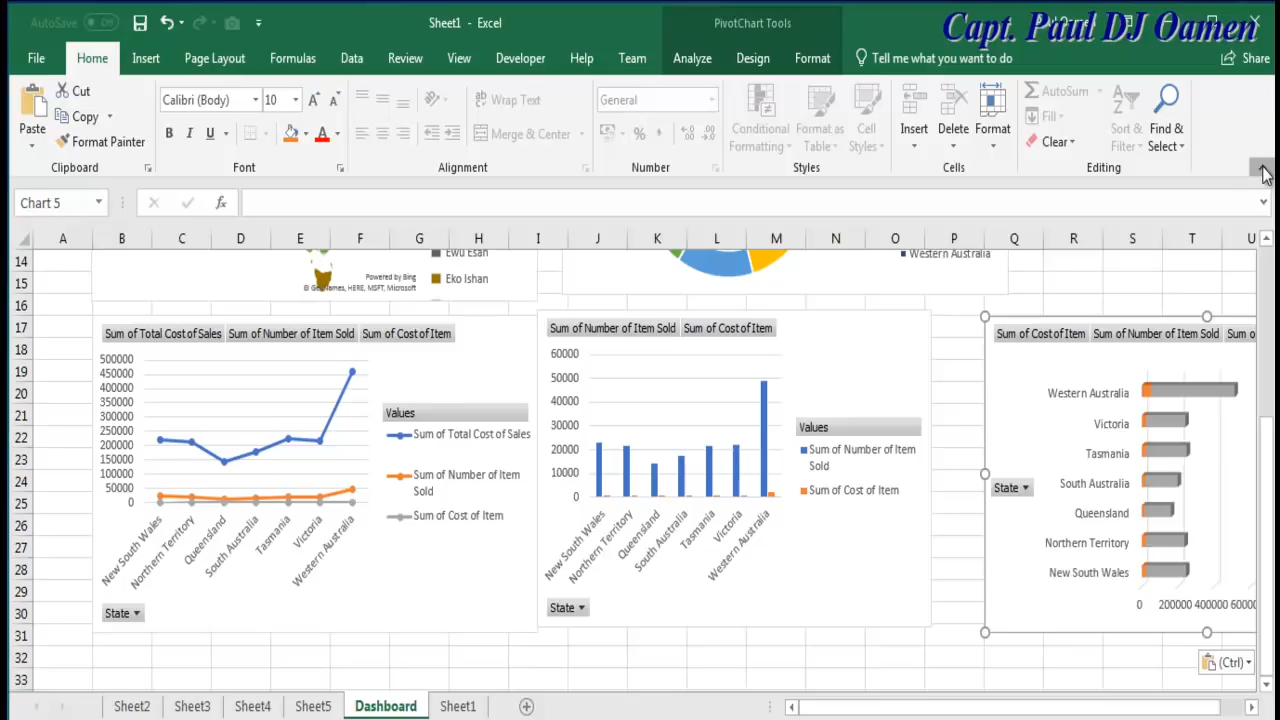 AutoSave Off
Sheet1 - Excel
PivotChart Tools
Capt. Paul DJ Oamen
File Home Insert Page Layout Formulas Data Review View Developer Help Team Analyze Design Format Tell me what you want to do Share
Cut
Copy
Format Painter
Paste
Clipboard
Calibri (Body) 10
B I U
Font
Wrap Text
Merge & Center
Alignment
General
Number
Conditional Formatting
Format as Table
Cell Styles
Styles
Insert Delete Format
Cells
AutoSum
Fill
Clear
Sort & Filter
Find & Select
Editing
Chart 5
fx
A B C D E F G H I J K L M N O P Q R S T U
14
15
16
17
18
19
20
21
22
23
24
25
26
27
28
29
30
31
32
33
Ewu Esan
Eko Ishan
Powered by Bing
© GeoNames, HERE, MSFT, Microsoft
Western Australia
Sum of Total Cost of Sales Sum of Number of Item Sold Sum of Cost of Item
500000
450000
400000
350000
300000
250000
200000
150000
100000
50000
0
New South Wales
Northern Territory
Queensland
South Australia
Tasmania
Victoria
Western Australia
Values
Sum of Total Cost of Sales
Sum of Number of Item
Sold
Sum of Cost of Item
State
Sum of Number of Item Sold Sum of Cost of Item
60000
50000
40000
30000
20000
10000
0
New South Wales
Northern Territory
Queensland
South Australia
Tasmania
Victoria
Western Australia
Values
Sum of Number of Item
Sold
Sum of Cost of Item
State
Sum of Cost of Item Sum of Number of Item Sold Sum o
Western Australia
Victoria
Tasmania
South Australia
Queensland
Northern Territory
New South Wales
State
0 200000 400000 60000
(Ctrl)
Sheet2 Sheet3 Sheet4 Sheet5 Dashboard Sheet1